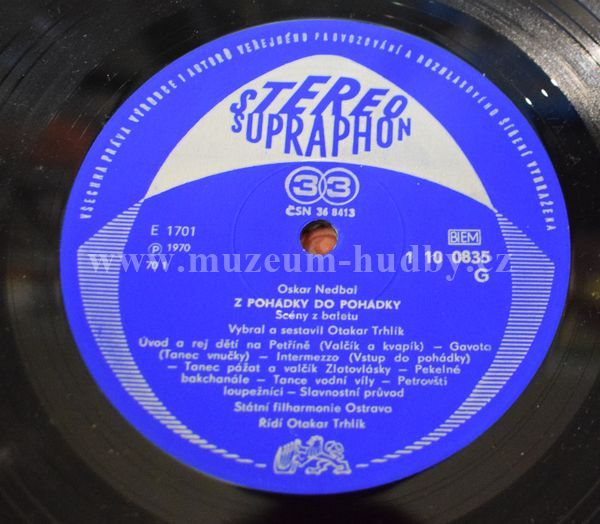 VŠECHNA PRÁVA VÝROBCE I AUTORŮ VEŘEJNÉHO PROVOZOVÁNÍ A ROZHLASOVÉHO ŠÍŘENÍ VYHRAZENA
STEREO
SUPRAPHON
33
ČSN 36 8413
E 1701
℗ 1970
70 1
BIEM
1 10 0835
G
www.muzeum-hudby.cz
Oskar Nedbal
Z POHÁDKY DO POHÁDKY
Scény z baletu
Vybral a sestavil Otakar Trhlík
Úvod a rej dětí na Petříně (Valčík a kvapík) — Gavota
(Tanec vnučky) — Intermezzo (Vstup do pohádky)
— Tanec pážat a valčík Zlatovlásky — Pekelné
bakchanále — Tance vodní víly — Petrovští
loupežníci — Slavnostní průvod
Státní filharmonie Ostrava
Řídí Otakar Trhlík